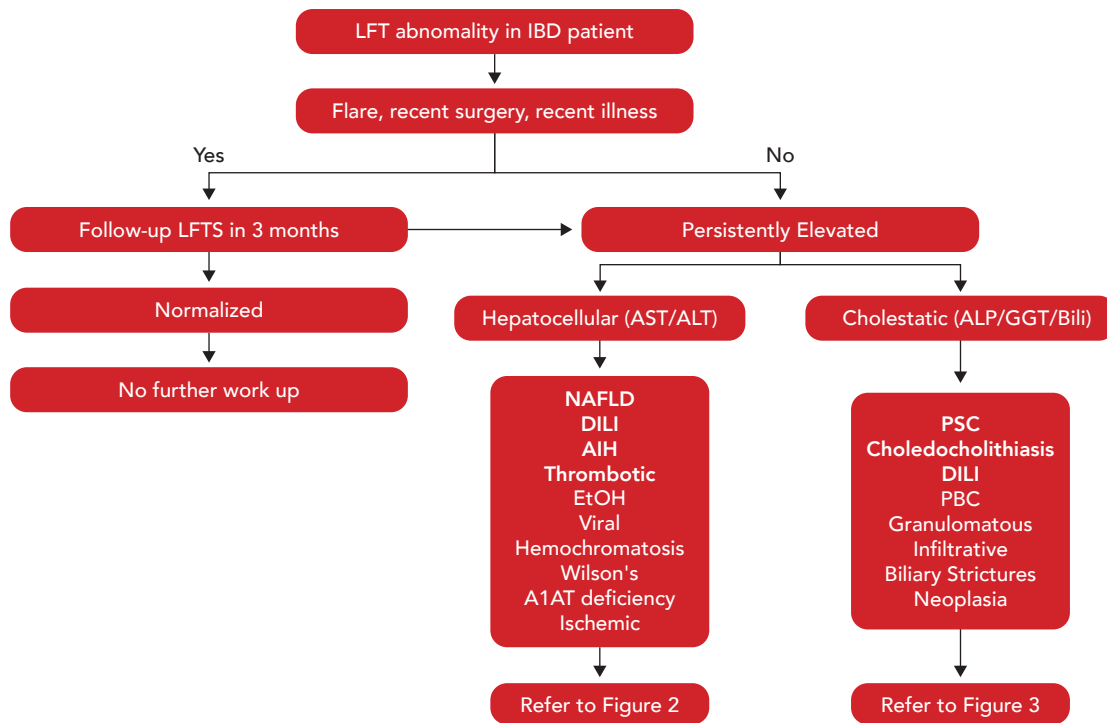 LFT abnomality in IBD patient
Flare, recent surgery, recent illness
Yes
No
Follow-up LFTS in 3 months
Persistently Elevated
Normalized
Hepatocellular (AST/ALT)
Cholestatic (ALP/GGT/Bili)
No further work up
NAFLD
DILI
AIH
Thrombotic
EtOH
Viral
Hemochromatosis
Wilson's
A1AT deficiency
Ischemic
PSC
Choledocholithiasis
DILI
PBC
Granulomatous
Infiltrative
Biliary Strictures
Neoplasia
Refer to Figure 2
Refer to Figure 3